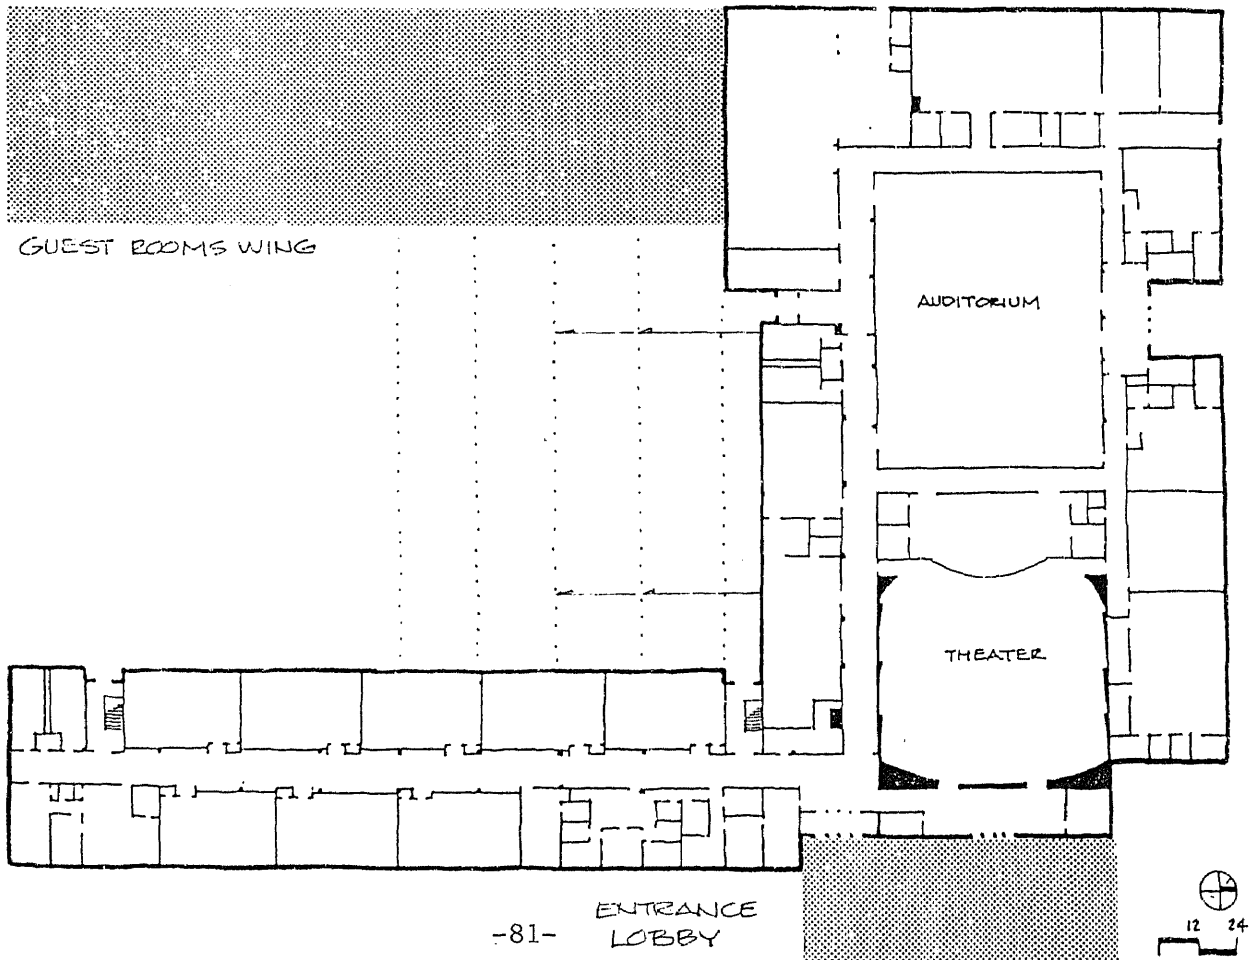 GUEST ROOMS WING
AUDITORIUM
THEATER
ENTRANCE
LOBBY
-81-
12 24